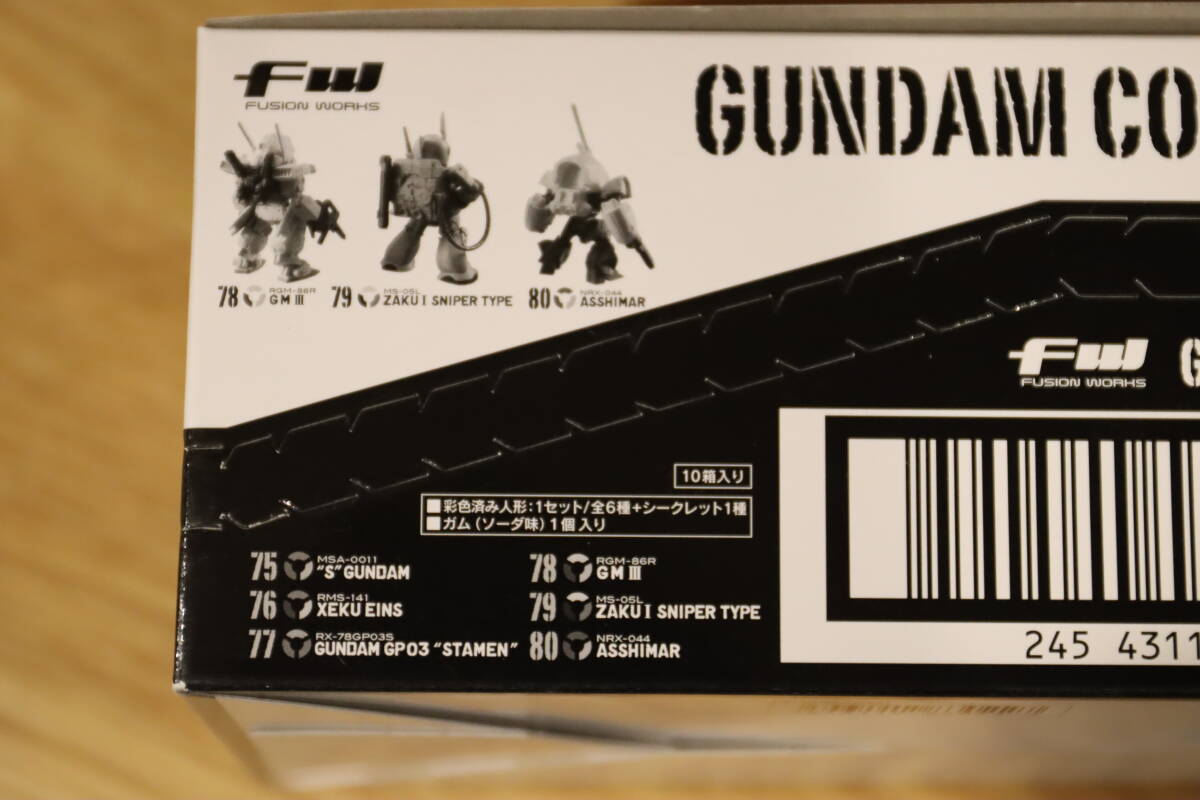 FW
FUSION WORKS
GUNDAM CO
78 RGM-86R GM III
79 MS-05L ZAKU I SNIPER TYPE
80 NRX-044 ASSHIMAR
FW G
FUSION WORKS
10箱入り
■彩色済み人形:1セット/全6種+シークレット1種
■ガム(ソーダ味)1個入り
75 MSA-0011 "S" GUNDAM
76 RMS-141 XEKU EINS
77 RX-78GP03S GUNDAM GP03 "STAMEN"
78 RGM-86R GM III
79 MS-05L ZAKU I SNIPER TYPE
80 NRX-044 ASSHIMAR
245 4311